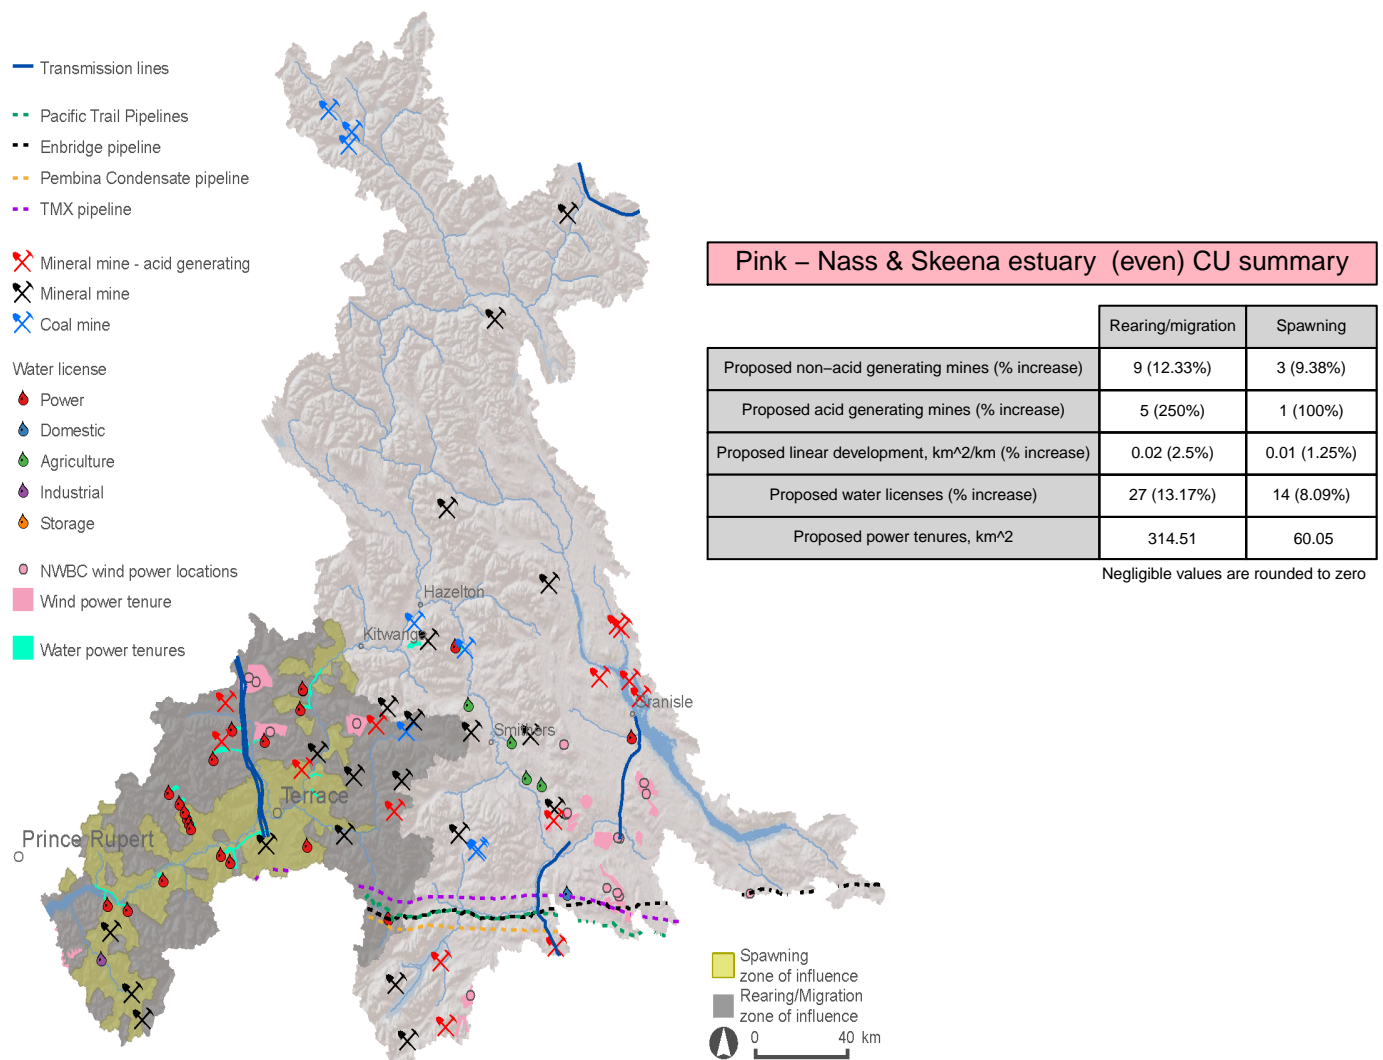 Transmission lines
Pacific Trail Pipelines
Enbridge pipeline
Pembina Condensate pipeline
TMX pipeline
Mineral mine - acid generating
Mineral mine
Coal mine
Water license
Power
Domestic
Agriculture
Industrial
Storage
NWBC wind power locations
Wind power tenure
Water power tenures
Hazelton
Kitwanga
Granisle
Smithers
Terrace
Prince Rupert
Pink – Nass & Skeena estuary (even) CU summary
Rearing/migration Spawning
Proposed non–acid generating mines (% increase) 9 (12.33%) 3 (9.38%)
Proposed acid generating mines (% increase) 5 (250%) 1 (100%)
Proposed linear development, km^2/km (% increase) 0.02 (2.5%) 0.01 (1.25%)
Proposed water licenses (% increase) 27 (13.17%) 14 (8.09%)
Proposed power tenures, km^2 314.51 60.05
Negligible values are rounded to zero
Spawning
zone of influence
Rearing/Migration
zone of influence
0 40 km